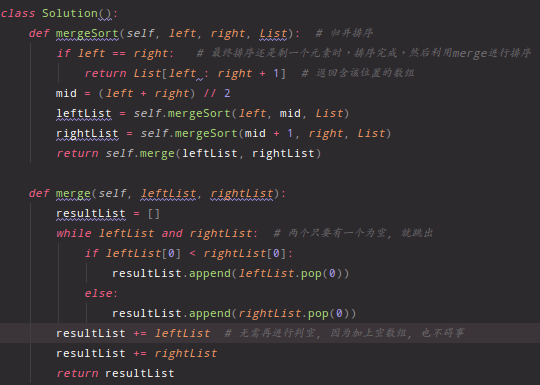 class Solution():
    def mergeSort(self, left, right, List):  # 归并排序
        if left == right:   # 最终排序还是剩一个元素时，排序完成，然后利用merge进行排序
            return List[left : right + 1]  # 返回含该位置的数组
        mid = (left + right) // 2
        leftList = self.mergeSort(left, mid, List)
        rightList = self.mergeSort(mid + 1, right, List)
        return self.merge(leftList, rightList)
    def merge(self, leftList, rightList):
        resultList = []
        while leftList and rightList:  # 两个只要有一个为空, 就跳出
            if leftList[0] < rightList[0]:
                resultList.append(leftList.pop(0))
            else:
                resultList.append(rightList.pop(0))
        resultList += leftList  # 无需再进行判空, 因为加上空数组, 也不碍事
        resultList += rightList
        return resultList